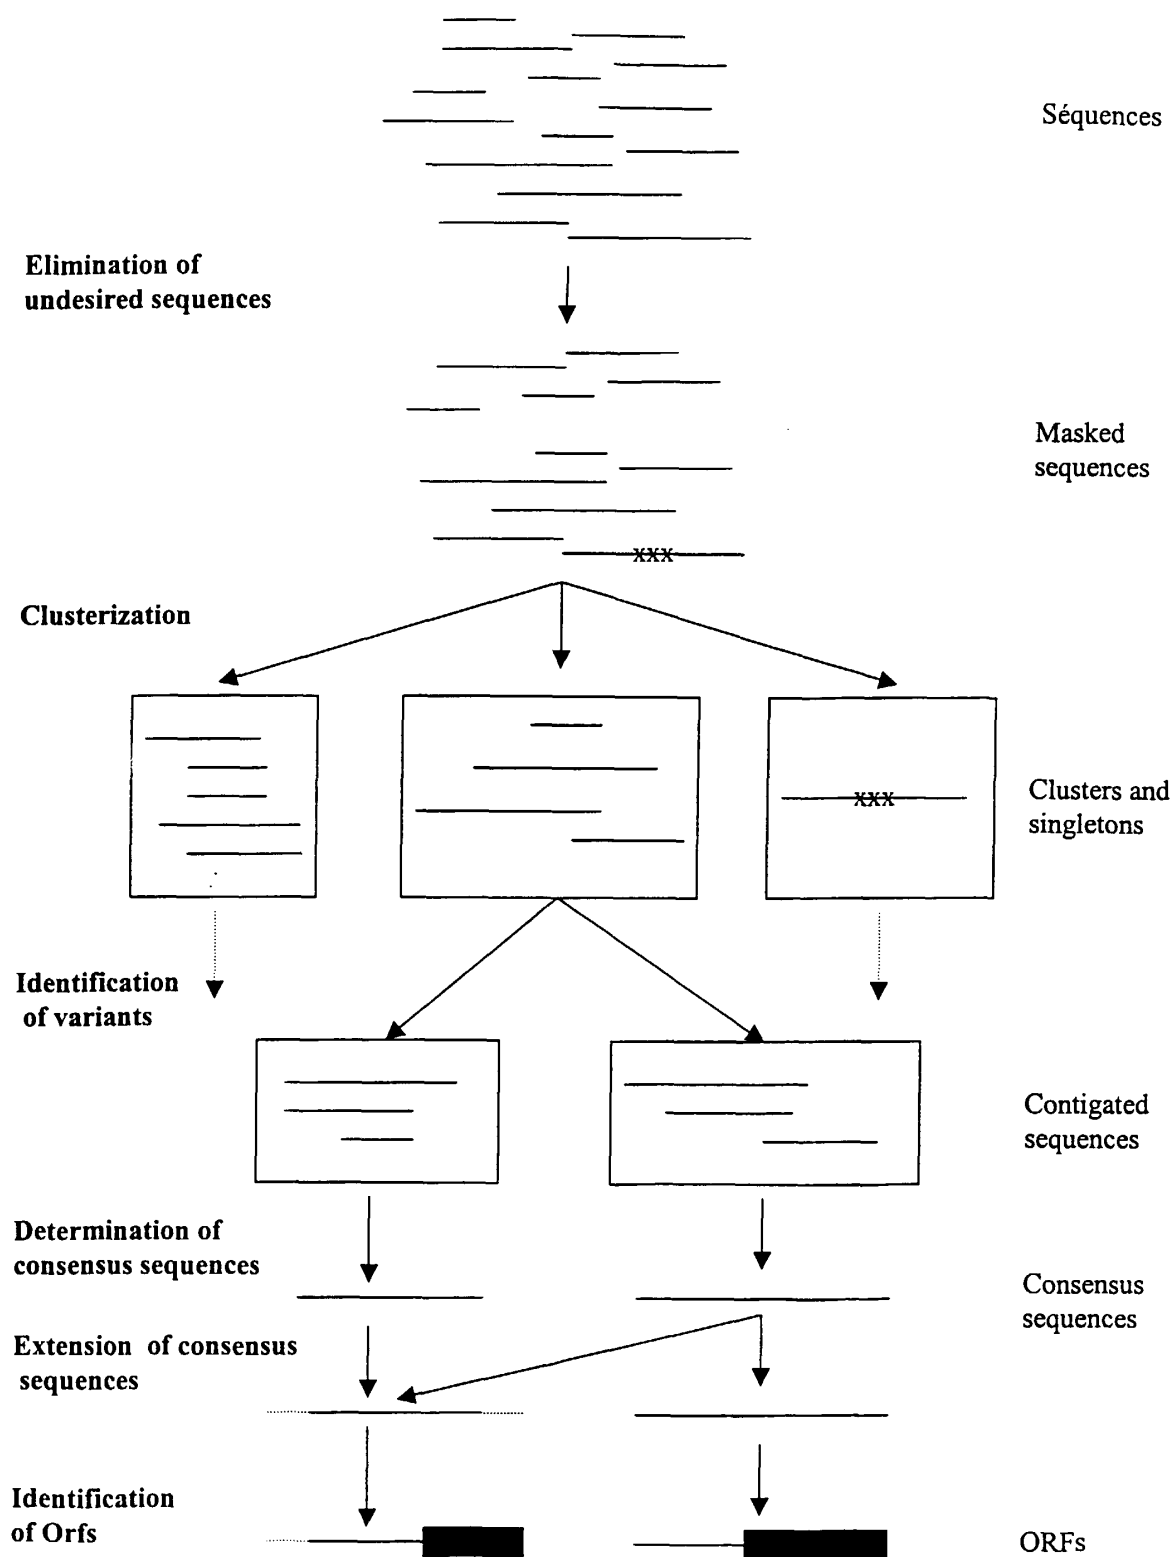 Séquences
Elimination of
undesired sequences
Masked
sequences
xxx
Clusterization
xxx
Clusters and
singletons
Identification
of variants
Contigated
sequences
Determination of
consensus sequences
Consensus
sequences
Extension of consensus
sequences
Identification
of Orfs
ORFs